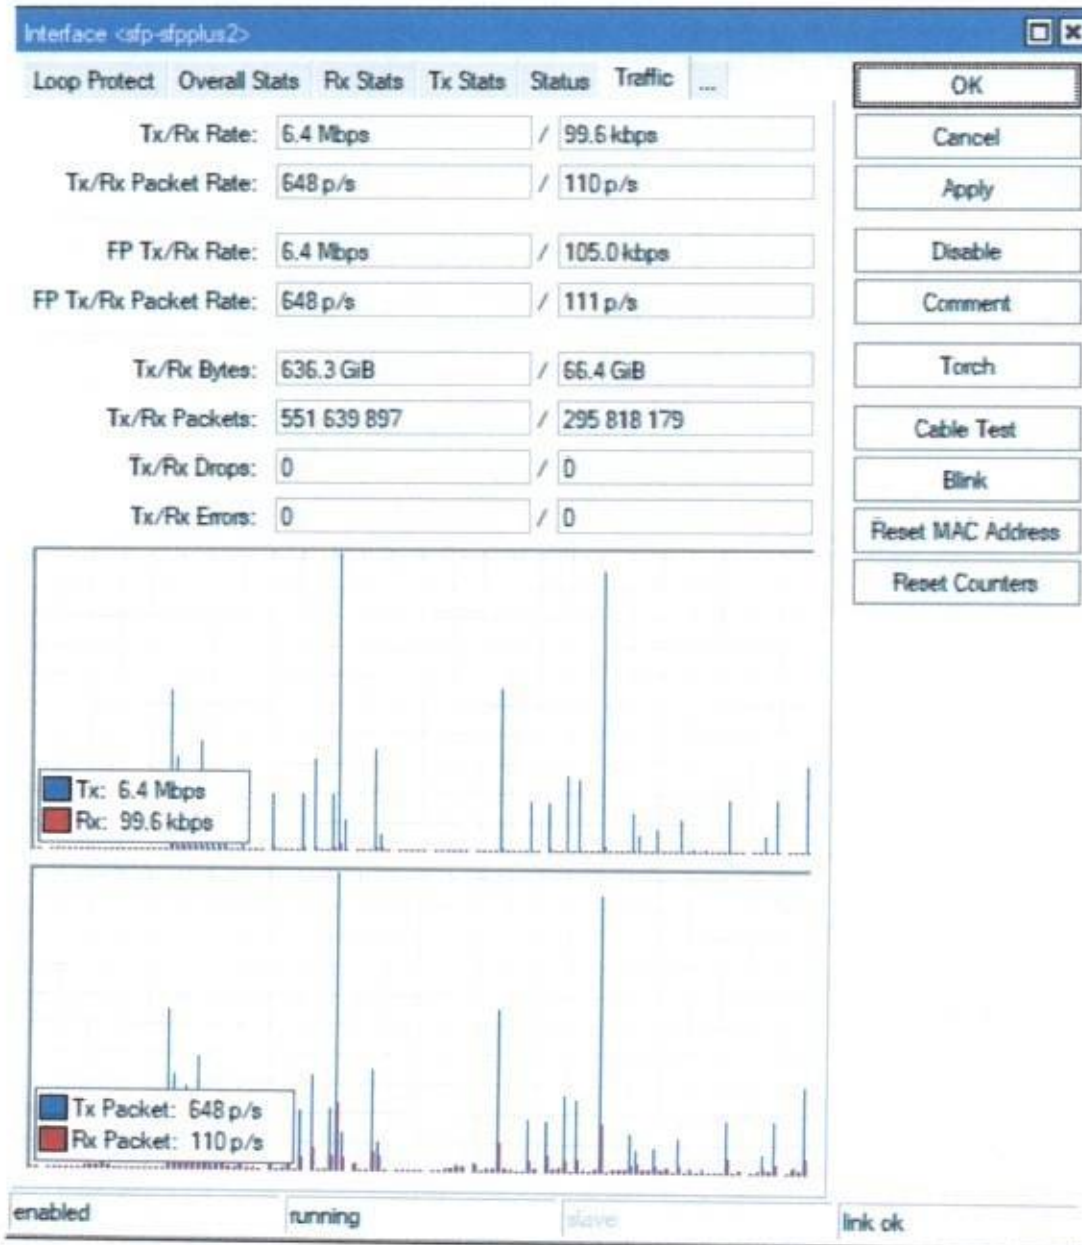 Interface <sfp-sfpplus2>
Loop Protect Overall Stats Rx Stats Tx Stats Status Traffic ...
Tx/Rx Rate: 6.4 Mbps / 99.6 kbps
Tx/Rx Packet Rate: 648 p/s / 110 p/s
FP Tx/Rx Rate: 6.4 Mbps / 105.0 kbps
FP Tx/Rx Packet Rate: 648 p/s / 111 p/s
Tx/Rx Bytes: 636.3 GiB / 66.4 GiB
Tx/Rx Packets: 551 639 897 / 295 818 179
Tx/Rx Drops: 0 / 0
Tx/Rx Errors: 0 / 0
OK
Cancel
Apply
Disable
Comment
Torch
Cable Test
Blink
Reset MAC Address
Reset Counters
Tx: 6.4 Mbps
Rx: 99.6 kbps
Tx Packet: 648 p/s
Rx Packet: 110 p/s
enabled running slave link ok